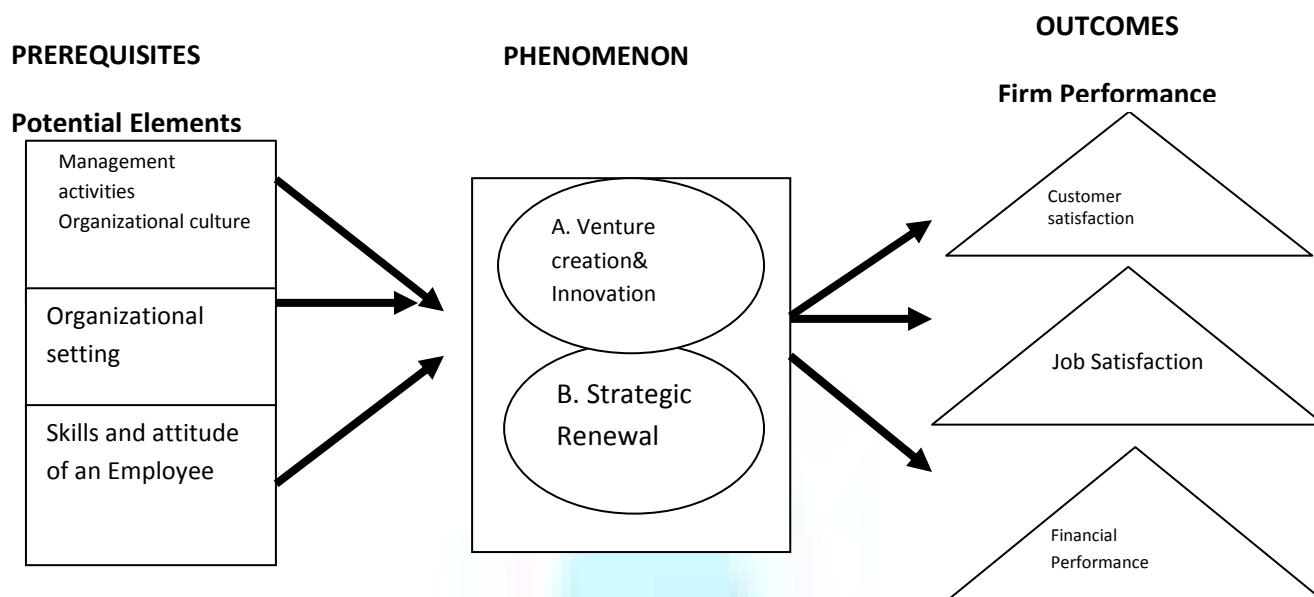 PREREQUISITES
Potential Elements
Management
activities
Organizational culture
Organizational
setting
Skills and attitude
of an Employee
PHENOMENON
A. Venture
creation&
Innovation
B. Strategic
Renewal
OUTCOMES
Firm Performance
Customer
satisfaction
Job Satisfaction
Financial
Performance